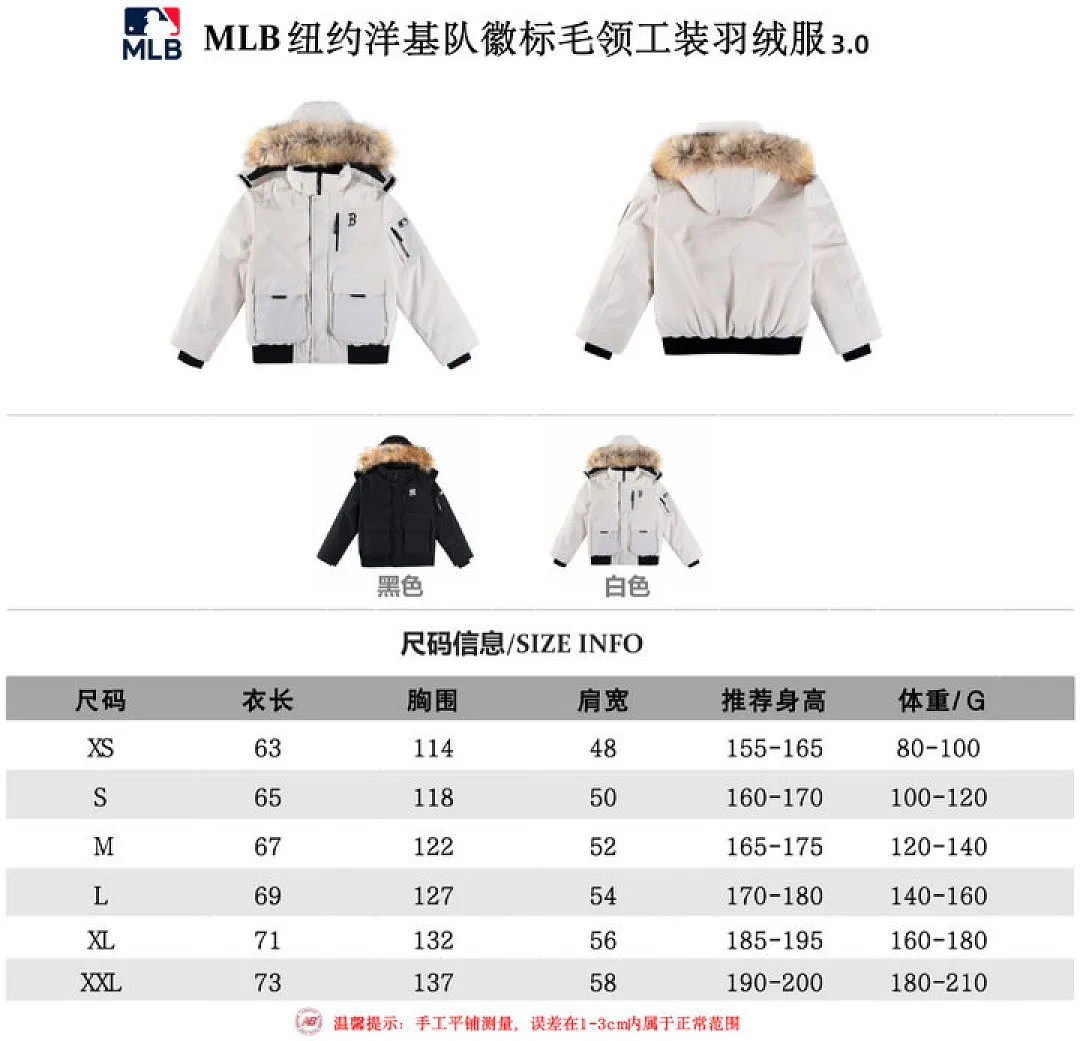 MLB MLB 纽约洋基队徽标毛领工装羽绒服3.0
B
黑色 白色
尺码信息/SIZE INFO
尺码 衣长 胸围 肩宽 推荐身高 体重/G
XS 63 114 48 155-165 80-100
S 65 118 50 160-170 100-120
M 67 122 52 165-175 120-140
L 69 127 54 170-180 140-160
XL 71 132 56 185-195 160-180
XXL 73 137 58 190-200 180-210
NB 温馨提示：手工平铺测量，误差在1-3cm内属于正常范围